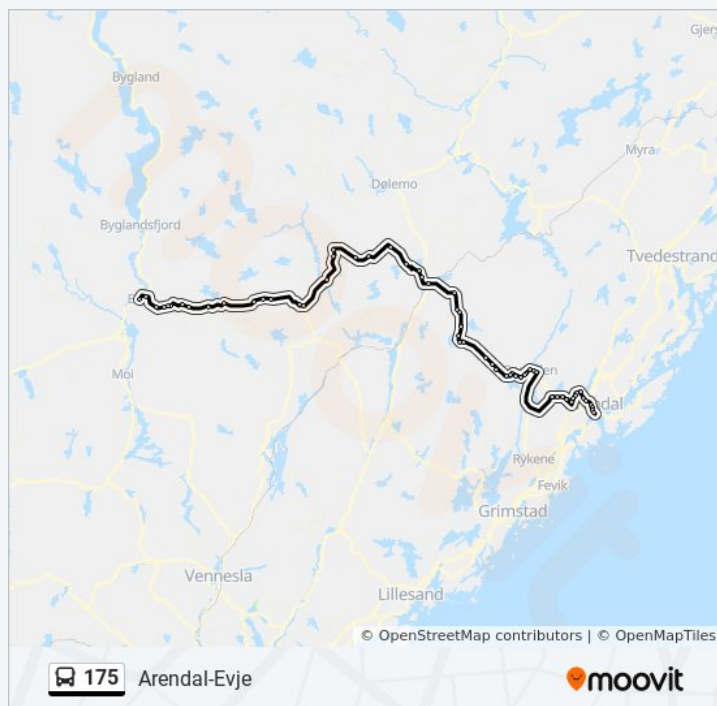 Bygland
Gjers
Myra
Dølemo
Byglandsfjord
Tvedestrand
Moi
Rykene
Fevik
Grimstad
Vennesla
Lillesand
© OpenStreetMap contributors | © OpenMapTiles
175 Arendal-Evje
moovit